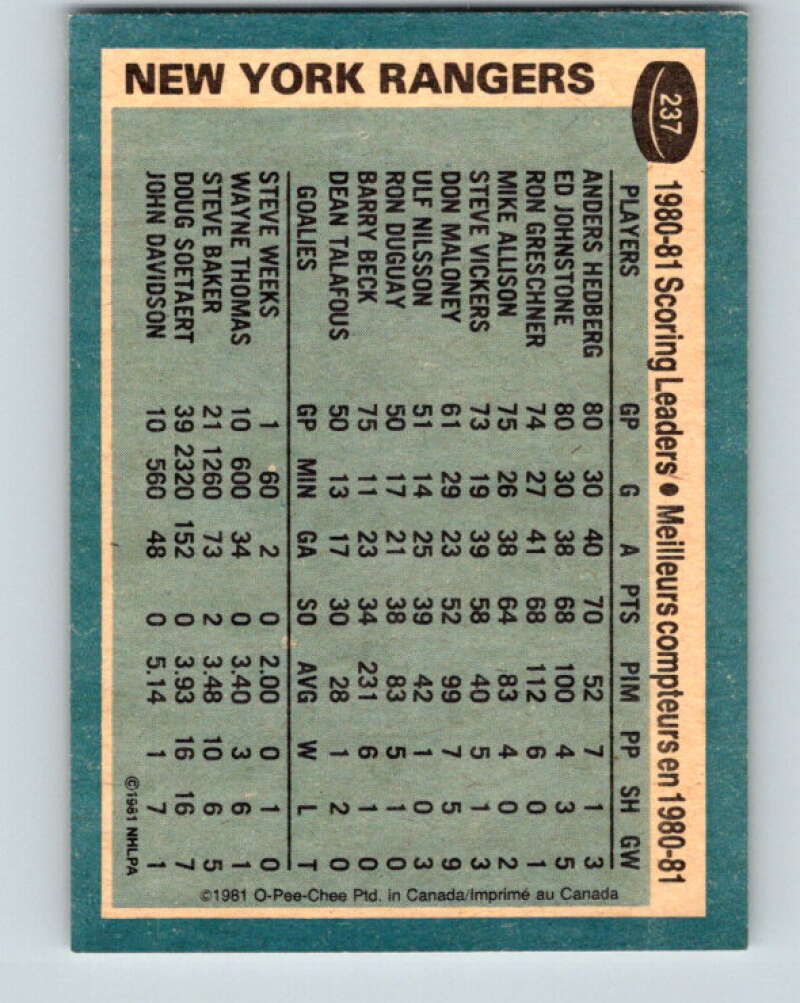 NEW YORK RANGERS
237
1980-81 Scoring Leaders • Meilleurs compteurs en 1980-81
PLAYERS GP G A PTS PIM PP SH GW
ANDERS HEDBERG 80 30 40 70 52 7 1 3
ED JOHNSTONE 80 30 38 68 100 4 3 5
RON GRESCHNER 74 27 41 68 112 6 0 1
MIKE ALLISON 75 26 38 64 83 4 0 2
STEVE VICKERS 73 19 39 58 40 5 1 3
DON MALONEY 61 29 23 52 99 7 5 9
ULF NILSSON 51 14 25 39 42 1 0 3
RON DUGUAY 50 17 21 38 83 5 1 0
BARRY BECK 75 11 23 34 231 6 1 0
DEAN TALAFOUS 50 13 17 30 28 1 2 0
GOALIES GP MIN GA SO AVG W L T
STEVE WEEKS 1 60 2 0 2.00 0 1 0
WAYNE THOMAS 10 600 34 0 3.40 3 6 1
STEVE BAKER 21 1260 73 2 3.48 10 6 5
DOUG SOETAERT 39 2320 152 0 3.93 16 16 7
JOHN DAVIDSON 10 560 48 0 5.14 1 7 1
©1981 NHLPA
©1981 O-Pee-Chee Ptd. in Canada/Imprimé au Canada